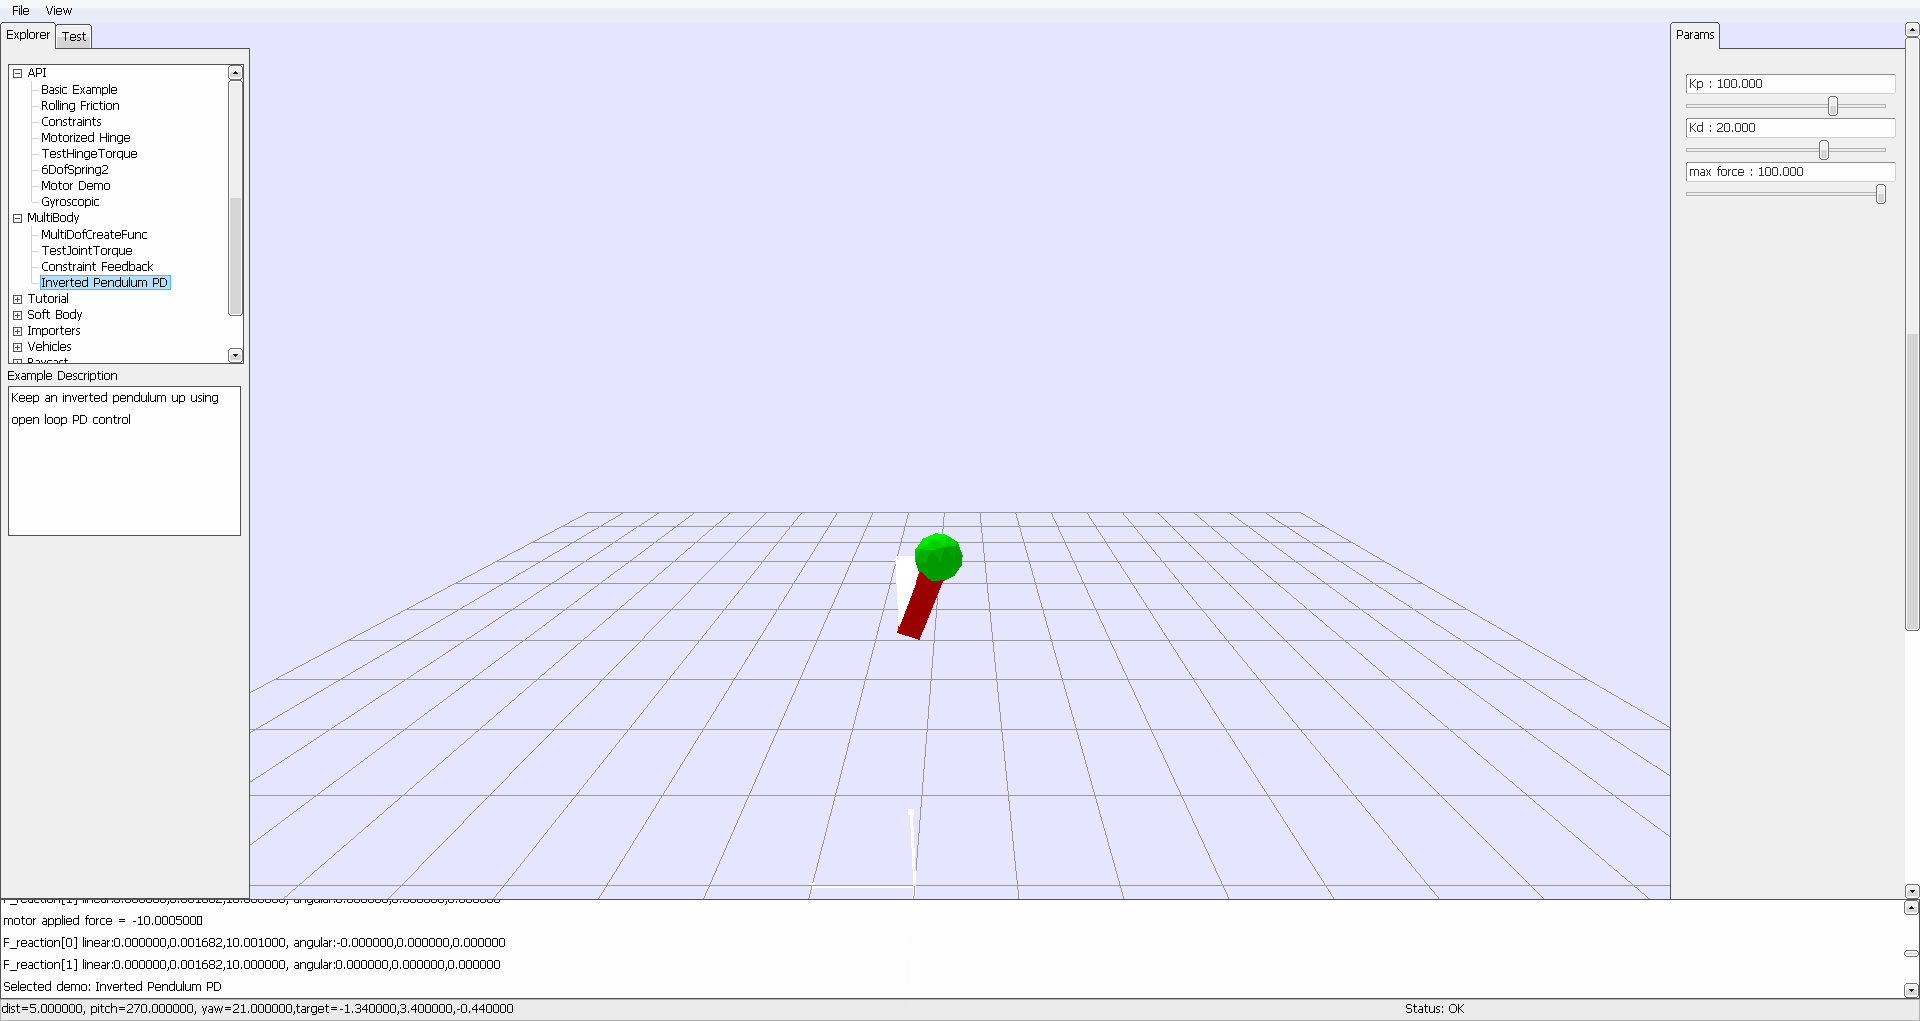 File View
Explorer Test
Params
API
Basic Example
Rolling Friction
Constraints
Motorized Hinge
TestHingeTorque
6DofSpring2
Motor Demo
Gyroscopic
MultiBody
MultiDofCreateFunc
TestJointTorque
Constraint Feedback
Inverted Pendulum PD
Tutorial
Soft Body
Importers
Vehicles
Raycast
Example Description
Keep an inverted pendulum up using
open loop PD control
Kp : 100.000
Kd : 20.000
max force : 100.000
motor applied force = -10.000500
F_reaction[0] linear:0.000000,0.001682,10.001000, angular:-0.000000,0.000000,0.000000
F_reaction[1] linear:0.000000,0.001682,10.000000, angular:0.000000,0.000000,0.000000
Selected demo: Inverted Pendulum PD
dist=5.000000, pitch=270.000000, yaw=21.000000,target=-1.340000,3.400000,-0.440000
Status: OK